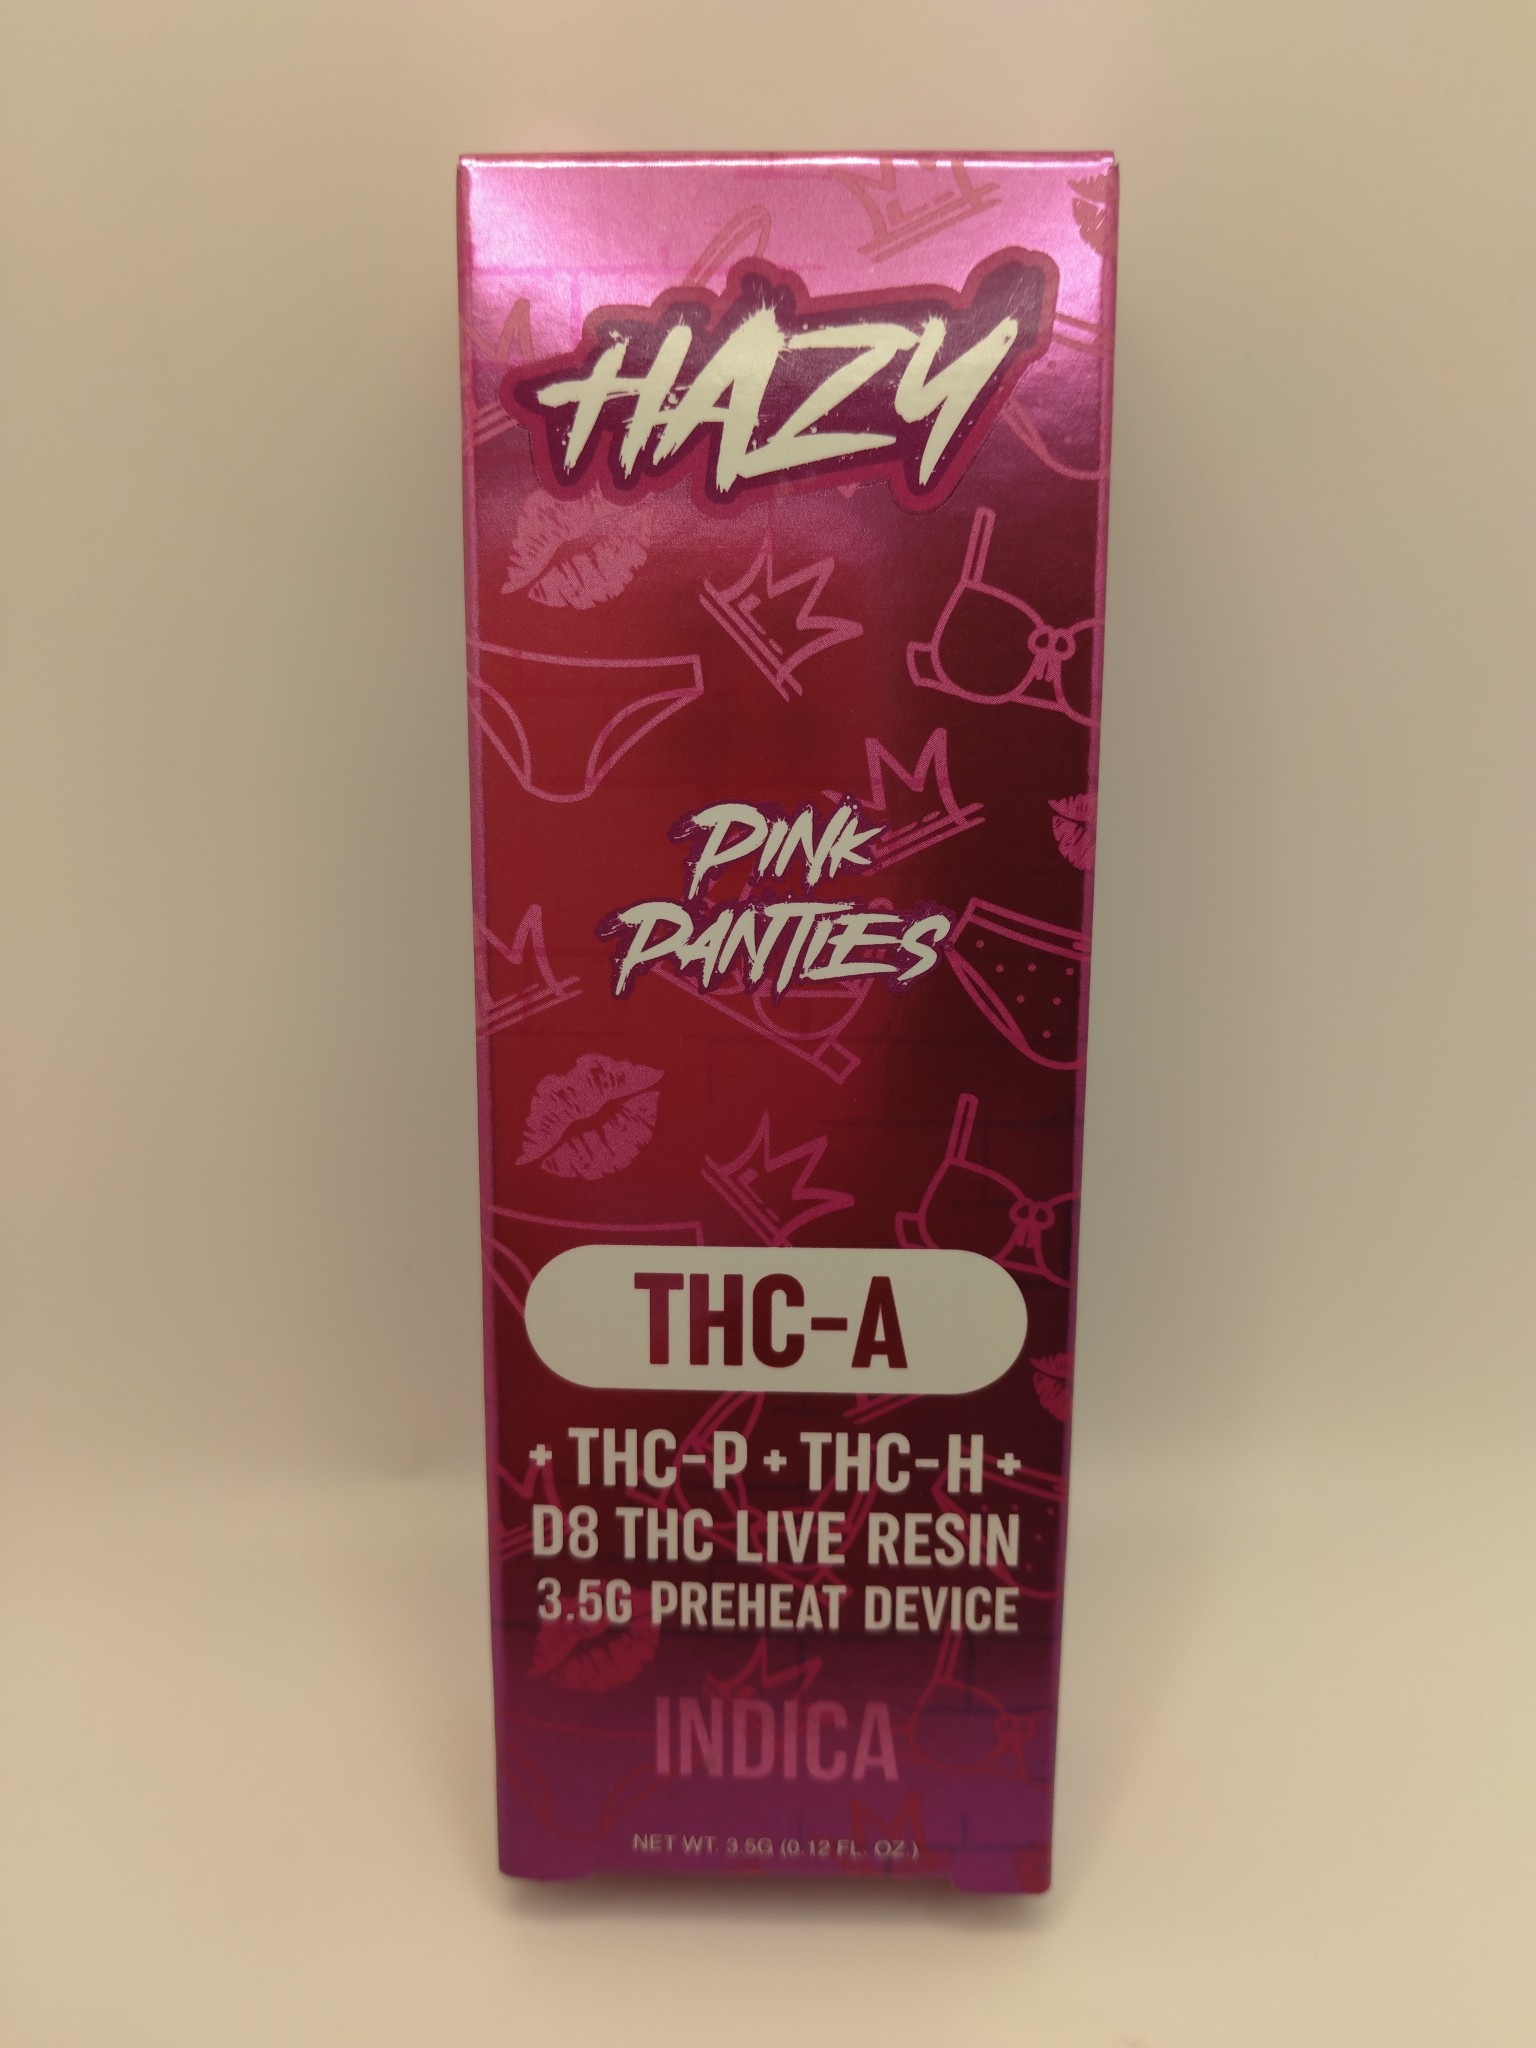 HAZY
PINK
PANTIES
THC-A
+ THC-P + THC-H +
D8 THC LIVE RESIN
3.5G PREHEAT DEVICE
INDICA
NET WT. 3.5G (0.12 FL. OZ.)